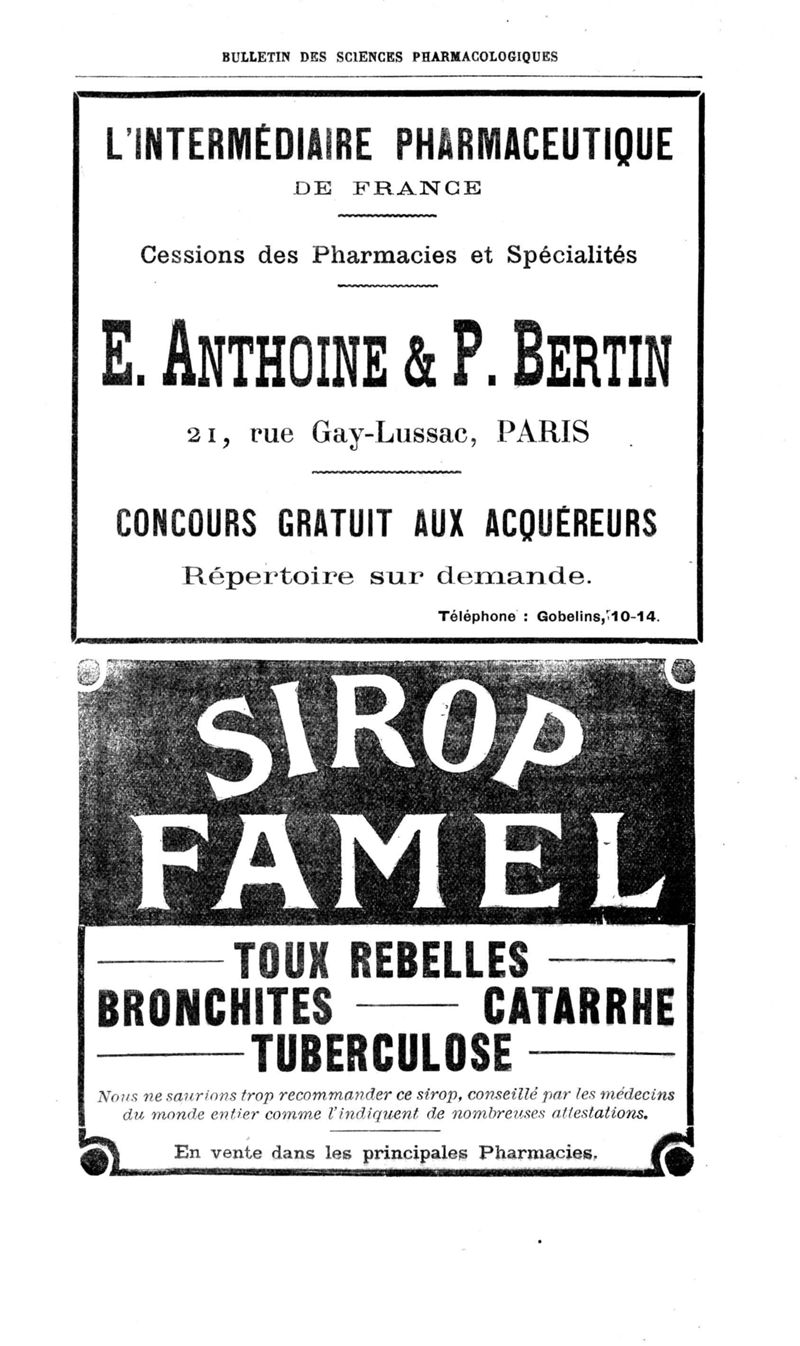 BULLETIN DES SCIENCES PHARMACOLOGIQUES
L'INTERMÉDIAIRE PHARMACEUTIQUE
DE FRANCE
Cessions des Pharmacies et Spécialités
E. ANTHOINE & P. BERTIN
21, rue Gay-Lussac, PARIS
CONCOURS GRATUIT AUX ACQUÉREURS
Répertoire sur demande.
Téléphone : Gobelins, 10-14.
SIROP
FAMEL
TOUX REBELLES
BRONCHITES — CATARRHE
TUBERCULOSE
Nous ne saurions trop recommander ce sirop, conseillé par les médecins
du monde entier comme l'indiquent de nombreuses attestations.
En vente dans les principales Pharmacies.